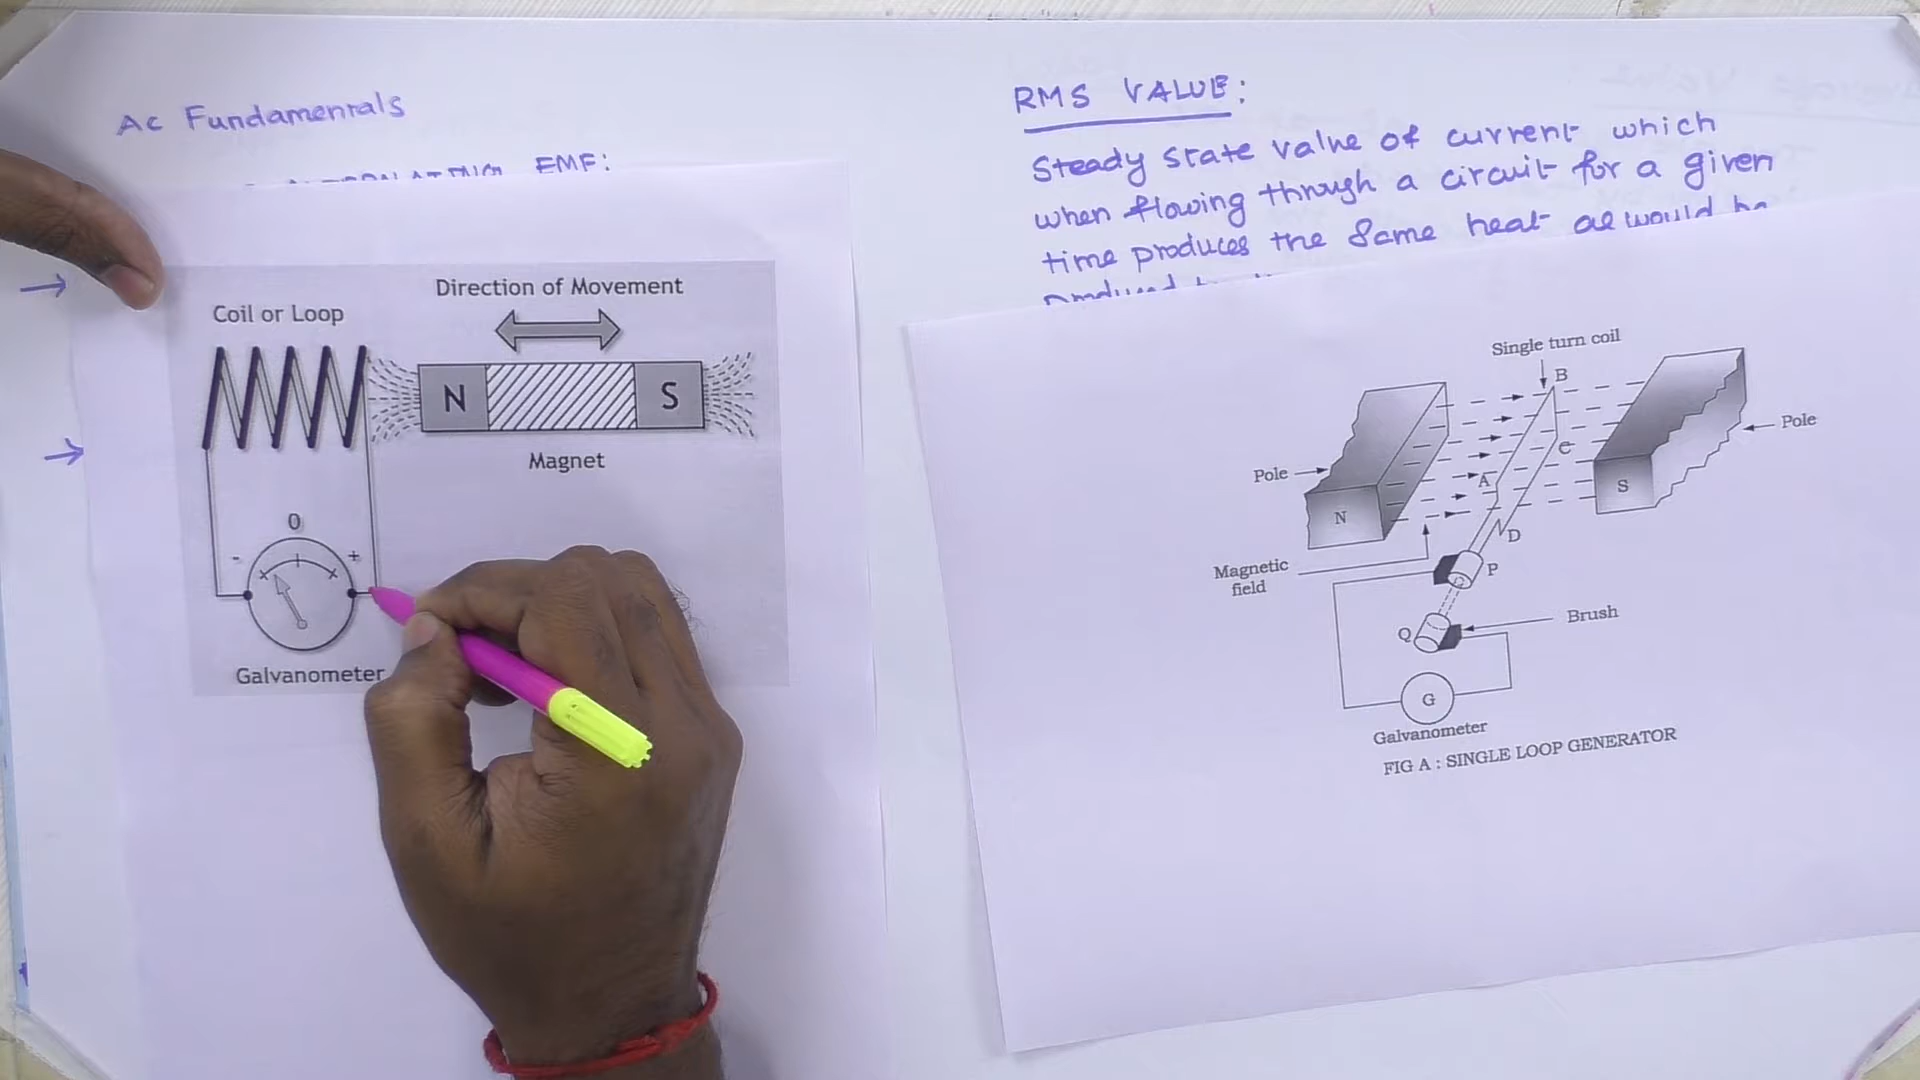 Ac Fundamentals
EMF:
Direction of Movement
Coil or Loop
N
S
Magnet
0
-
+
Galvanometer
RMS VALUE:
Steady state value of current which
when flowing through a circuit for a given
time produces the same heat as would be
produced
Single turn coil
B
Pole
Pole
C
A
S
N
D
Magnetic
field
P
Brush
Q
G
Galvanometer
FIG A : SINGLE LOOP GENERATOR